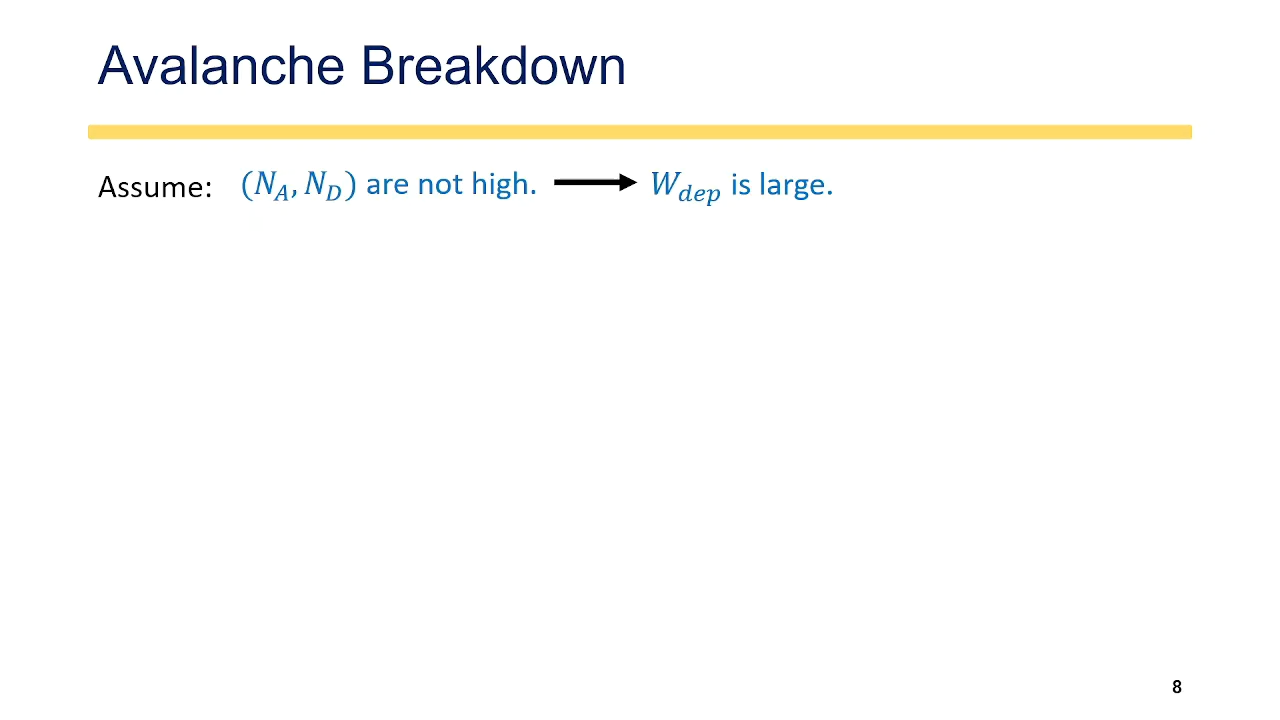 Avalanche Breakdown
Assume: (N_A, N_D) are not high. ⟶ W_dep is large.
8